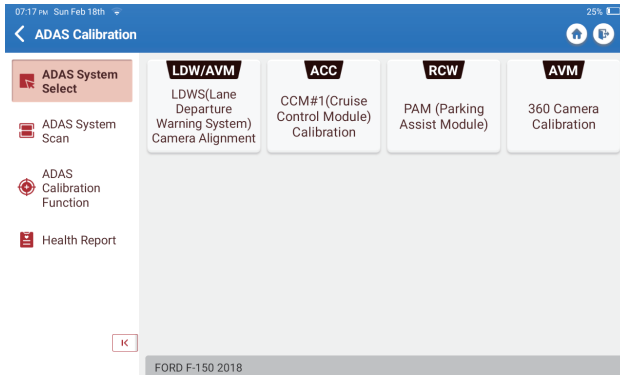 07:17 PM Sun Feb 18th
25%
ADAS Calibration
ADAS System
Select
ADAS System
Scan
ADAS
Calibration
Function
Health Report
LDW/AVM
LDWS(Lane
Departure
Warning System)
Camera Alignment
ACC
CCM#1(Cruise
Control Module)
Calibration
RCW
PAM (Parking
Assist Module)
AVM
360 Camera
Calibration
FORD F-150 2018